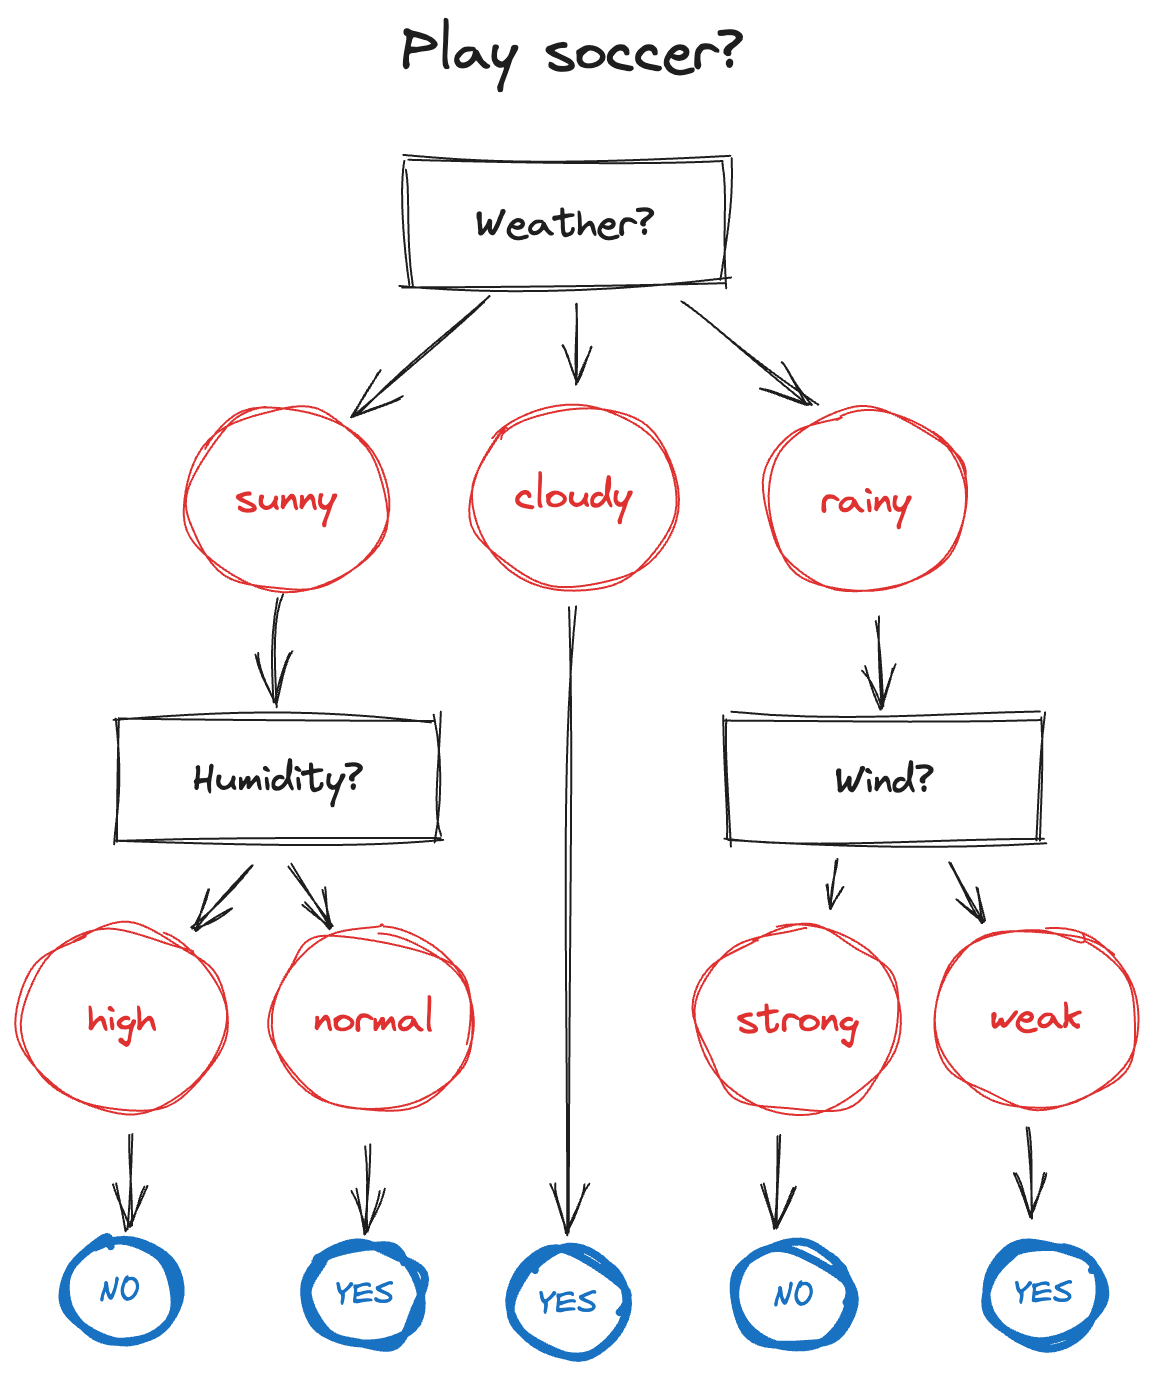 Play soccer?
Weather?
sunny
cloudy
rainy
Humidity?
Wind?
high
normal
strong
weak
NO
YES
YES
NO
YES